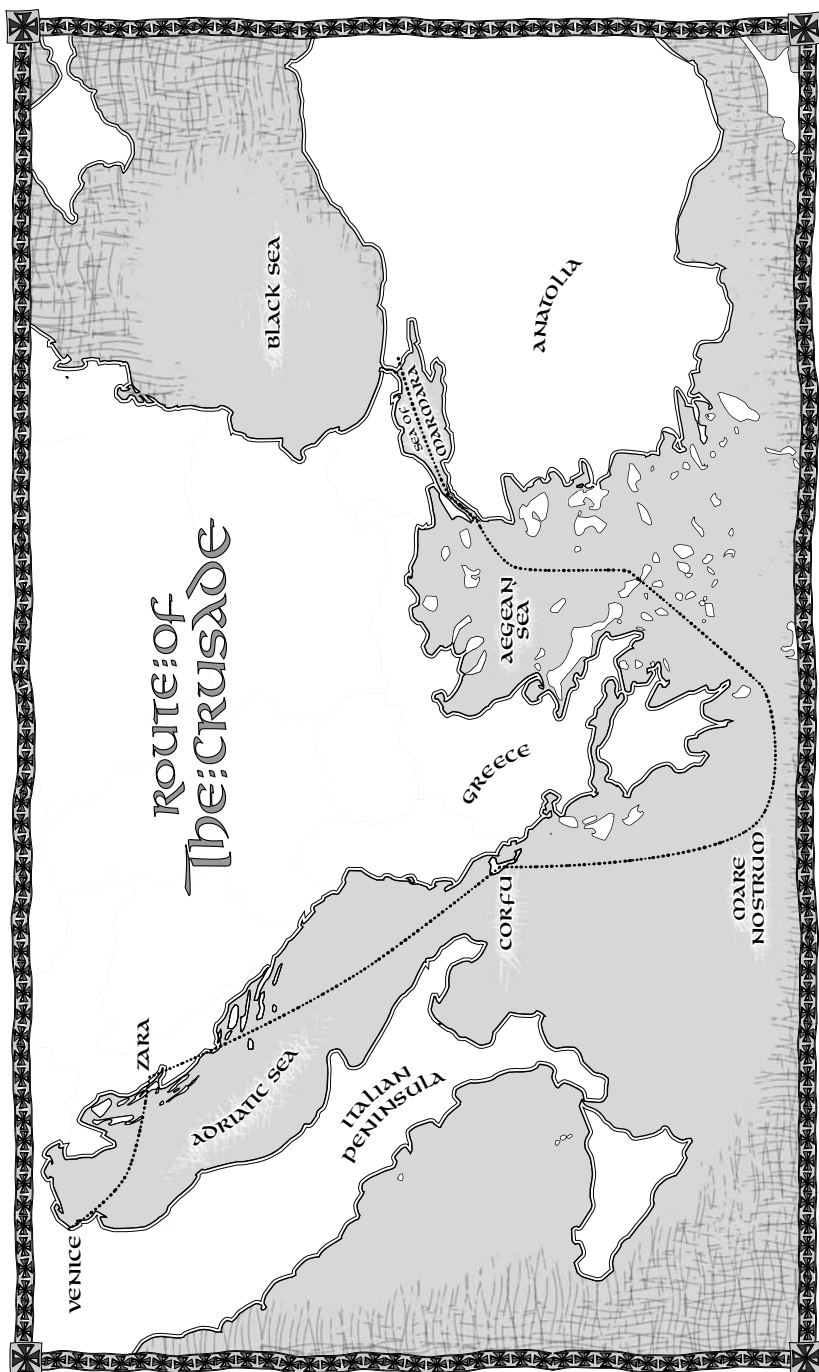 ROUTE:OF
THE:CRUSADE
VENICE
ZARA
ADRIATIC SEA
ITALIAN
PENINSULA
CORFU
GREECE
MARE
NOSTRUM
AEGEAN
SEA
SEA OF
MARMARA
BLACK SEA
ANATOLIA